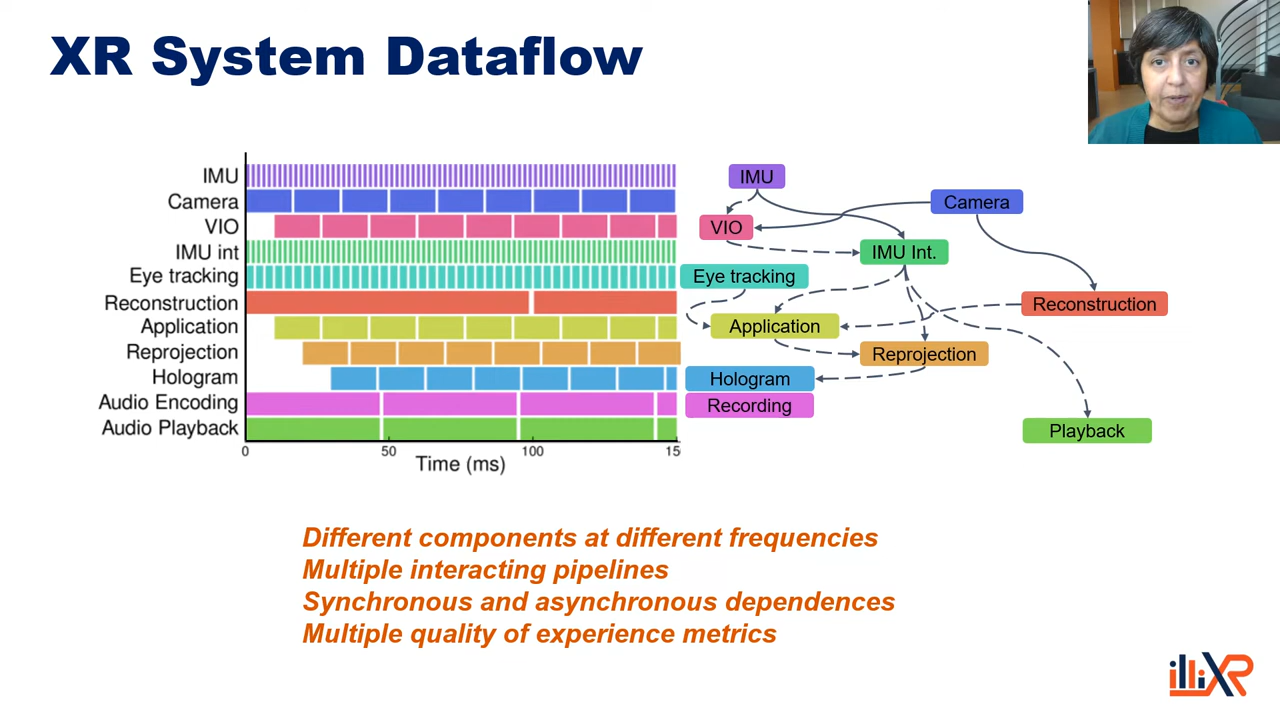 XR System Dataflow
IMU
Camera
VIO
IMU int
Eye tracking
Reconstruction
Application
Reprojection
Hologram
Audio Encoding
Audio Playback
0
50
100
15
Time (ms)
IMU
Camera
VIO
IMU Int.
Eye tracking
Reconstruction
Application
Reprojection
Hologram
Recording
Playback
Different components at different frequencies
Multiple interacting pipelines
Synchronous and asynchronous dependences
Multiple quality of experience metrics
illiXR